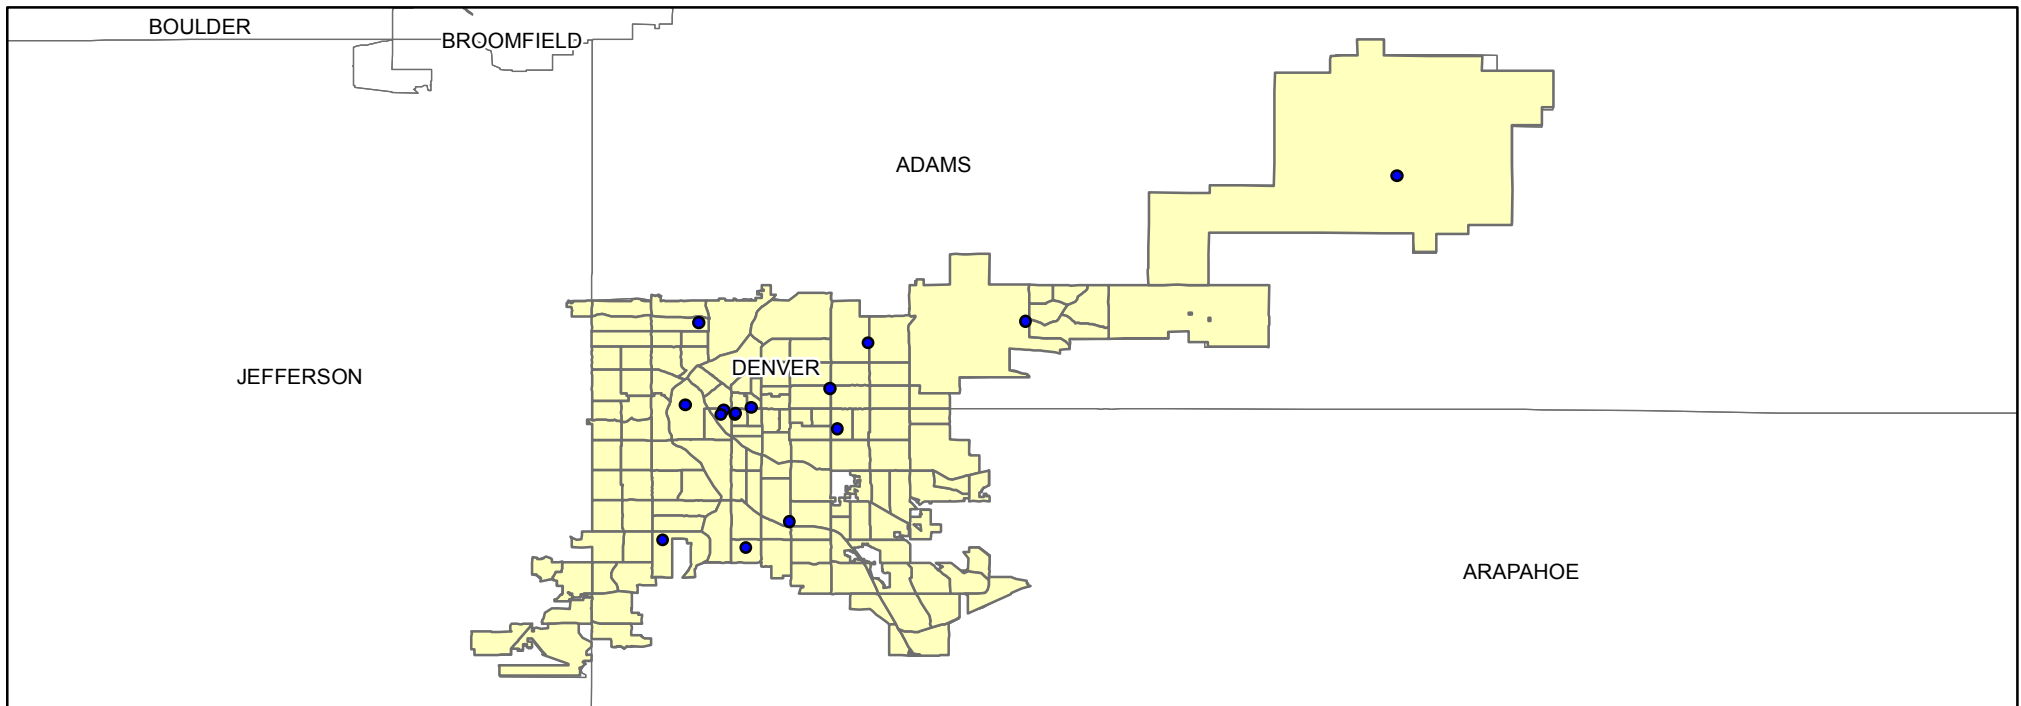 BOULDER
BROOMFIELD
ADAMS
DENVER
JEFFERSON
ARAPAHOE